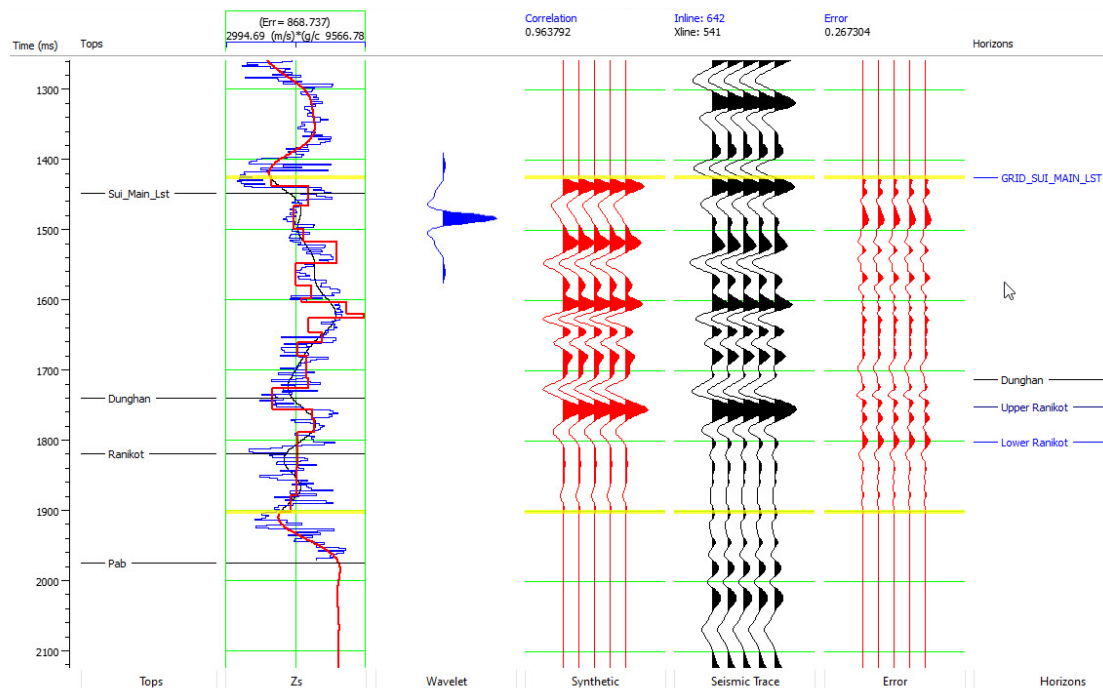 (Err= 868.737)
2994.69 (m/s)*(g/c 9566.78
Correlation
0.963792
Inline: 642
Xline: 541
Error
0.267304
Time (ms)
Tops
Horizons
1300
1400
1500
1600
1700
1800
1900
2000
2100
Sui_Main_Lst
Dunghan
Ranikot
Pab
GRID_SUI_MAIN_LST
Dunghan
Upper Ranikot
Lower Ranikot
Tops
Zs
Wavelet
Synthetic
Seismic Trace
Error
Horizons